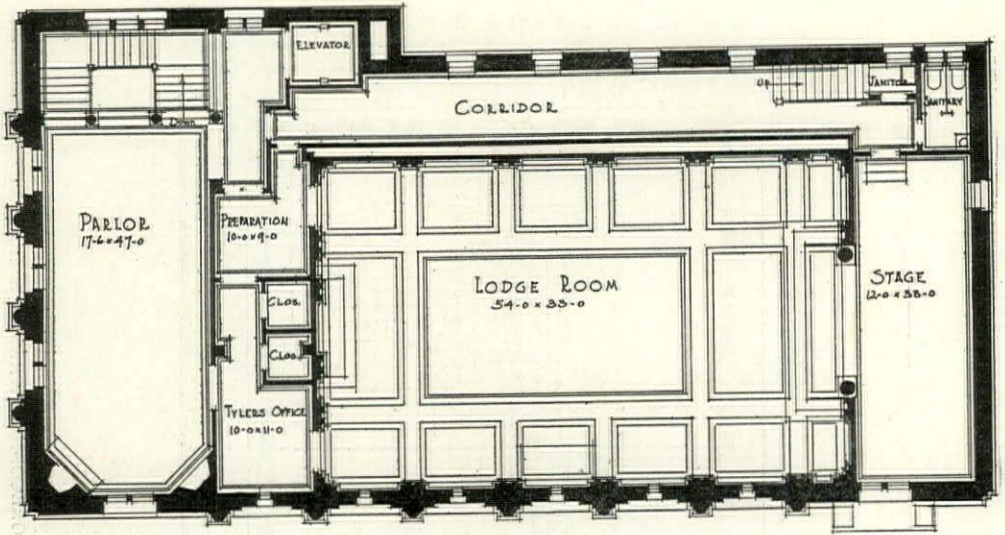 ELEVATOR
UP
JANITOR
SANITARY
CORRIDOR
DOWN
PARLOR
17-6 x 47-0
PREPARATION
10-0 x 9-0
LODGE ROOM
54-0 x 33-0
STAGE
12-0 x 38-0
CLOS.
CLOS.
TYLERS OFFICE
10-0 x 11-0